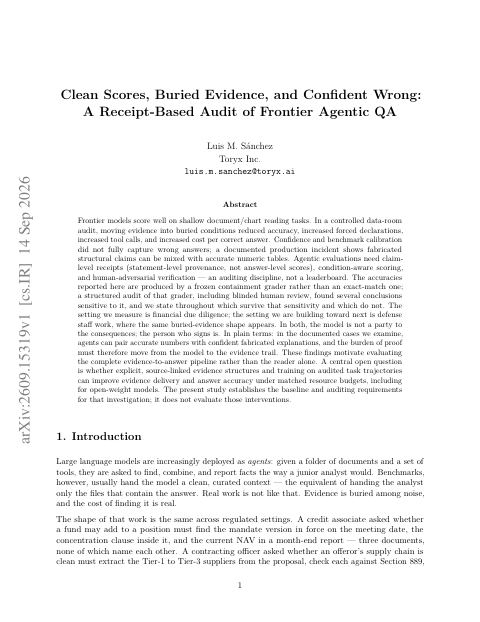 Clean Scores, Buried Evidence, and Confident Wrong:
A Receipt-Based Audit of Frontier Agentic QA
Luis M. Sánchez
Toryx Inc.
luis.m.sanchez@toryx.ai
Abstract
Frontier models score well on shallow document/chart reading tasks. In a controlled data-room
audit, moving evidence into buried conditions reduced accuracy, increased forced declarations,
increased tool calls, and increased cost per correct answer. Confidence and benchmark calibration
did not fully capture wrong answers; a documented production incident shows fabricated
structural claims can be mixed with accurate numeric tables. Agentic evaluations need claim-
level receipts (statement-level provenance, not answer-level scores), condition-aware scoring,
and human-adversarial verification — an auditing discipline, not a leaderboard. The accuracies
reported here are produced by a frozen containment grader rather than an exact-match one;
a structured audit of that grader, including blinded human review, found several conclusions
sensitive to it, and we state throughout which survive that sensitivity and which do not. The
setting we measure is financial due diligence; the setting we are building toward next is defense
staff work, where the same buried-evidence shape appears. In both, the model is not a party to
the consequences; the person who signs is. In plain terms: in the documented cases we examine,
agents can pair accurate numbers with confident fabricated explanations, and the burden of proof
must therefore move from the model to the evidence trail. These findings motivate evaluating
the complete evidence-to-answer pipeline rather than the reader alone. A central open question
is whether explicit, source-linked evidence structures and training on audited task trajectories
can improve evidence delivery and answer accuracy under matched resource budgets, including
for open-weight models. The present study establishes the baseline and auditing requirements
for that investigation; it does not evaluate those interventions.
1. Introduction
Large language models are increasingly deployed as agents: given a folder of documents and a set of
tools, they are asked to find, combine, and report facts the way a junior analyst would. Benchmarks,
however, usually hand the model a clean, curated context — the equivalent of handing the analyst
only the files that contain the answer. Real work is not like that. Evidence is buried among noise,
and the cost of finding it is real.
The shape of that work is the same across regulated settings. A credit associate asked whether
a fund may add to a position must find the mandate version in force on the meeting date, the
concentration clause inside it, and the current NAV in a month-end report — three documents,
none of which name each other. A contracting officer asked whether an offeror's supply chain is
clean must extract the Tier-1 to Tier-3 suppliers from the proposal, check each against Section 889,
1
arXiv:2609.15319v1 [cs.IR] 14 Sep 2026